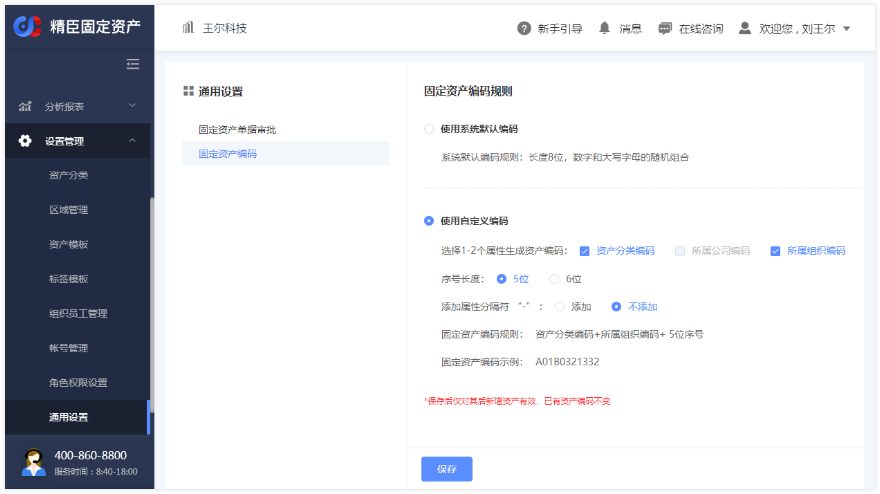 精臣固定资产
王尔科技
新手引导
消息
在线咨询
欢迎您 , 刘王尔
分析报表
设置管理
资产分类
区域管理
资产模板
标签模板
组织员工管理
帐号管理
角色权限设置
通用设置
400-860-8800
服务时间：8:40-18:00
通用设置
固定资产单据审批
固定资产编码
固定资产编码规则
使用系统默认编码
系统默认编码规则：长度8位，数字和大写字母的随机组合
使用自定义编码
选择1-2个属性生成资产编码： 资产分类编码 所属公司编码 所属组织编码
序号长度： 5位 6位
添加属性分隔符 "-" ： 添加 不添加
固定资产编码规则： 资产分类编码+所属组织编码+ 5位序号
固定资产编码示例： A01B0321332
*保存后仅对其后新增资产有效，已有资产编码不变
保存